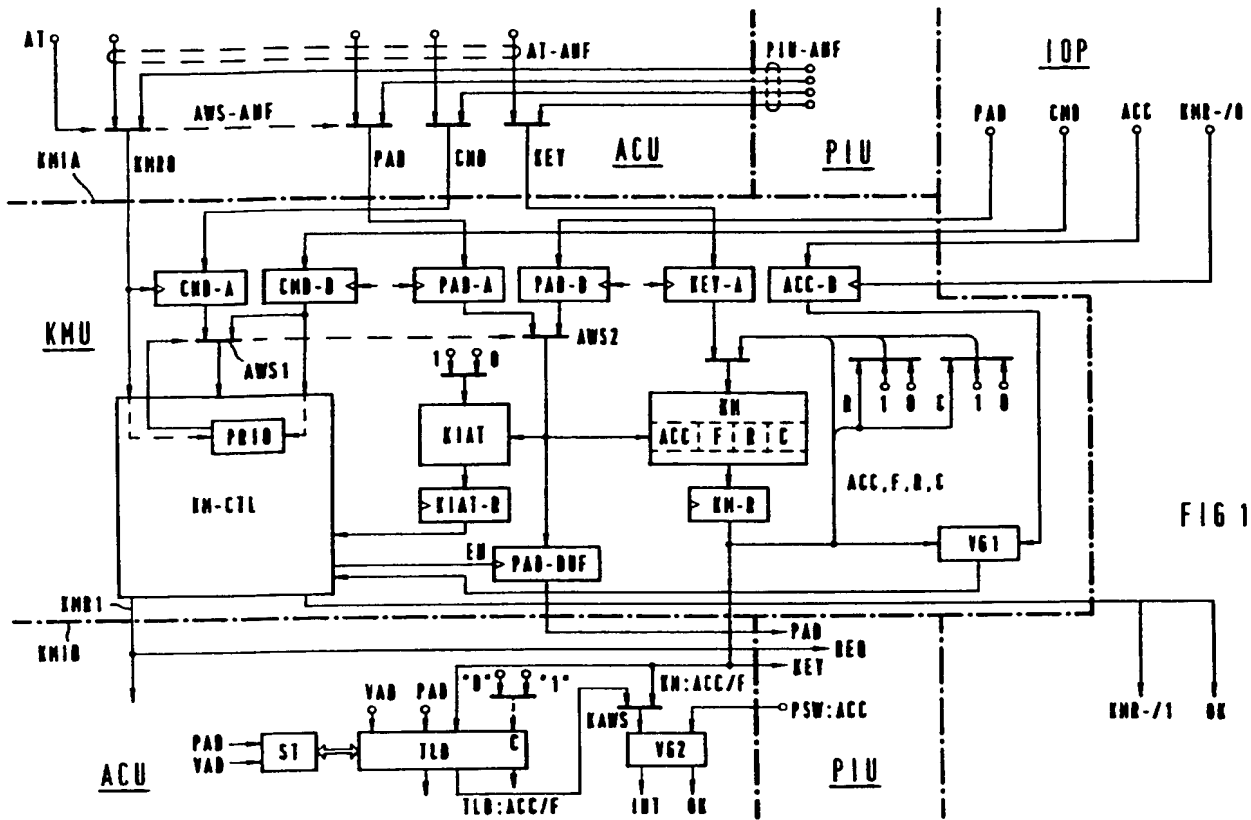 AT
AT-ANF
PIU-ANF
IOP
AWS-ANF
PAD
CMD
ACC
KMR-/0
KMIA
KMR0
PAD
CMD
KEY
ACU
PIU
CMD-A
CMD-B
PAD-A
PAD-B
KEY-A
ACC-B
KMU
AWS1
AWS2
1
0
R
1
0
C
1
0
KM
PRIO
KIAT
ACC
F
R
C
KM-CTL
KIAT-R
KM-R
ACC, F, R, C
FIG 1
EN
PAD-BUF
VG1
KMR1
KMIB
PAD
REQ
KEY
VAD
PAD
"0"
"1"
KM:ACC/F
KAWS
PSW:ACC
KMR-/1
OK
PAD
VAD
ST
TLB
C
VG2
ACU
TLB:ACC/F
INT
OK
PIU